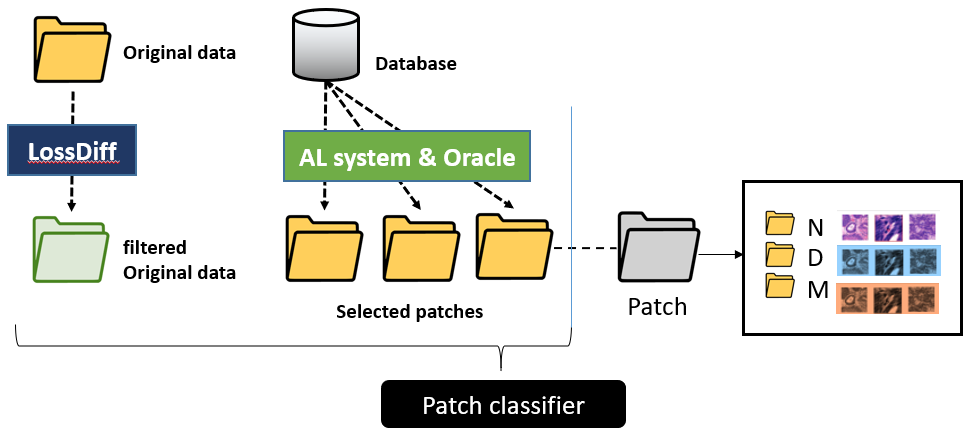 Original data
Database
LossDiff
AL system & Oracle
filtered
Original data
Selected patches
Patch
N
D
M
Patch classifier